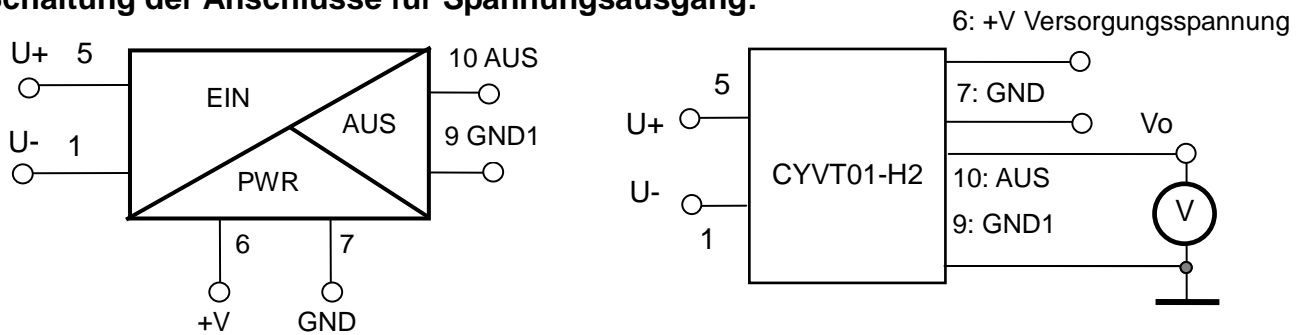 Schaltung der Anschlüsse für Spannungsausgang:
6: +V Versorgungsspannung
U+ 5
10 AUS
EIN
AUS
U- 1
9 GND1
PWR
6
7
+V
GND
5
U+
7: GND
Vo
CYVT01-H2
10: AUS
V
U-
9: GND1
1